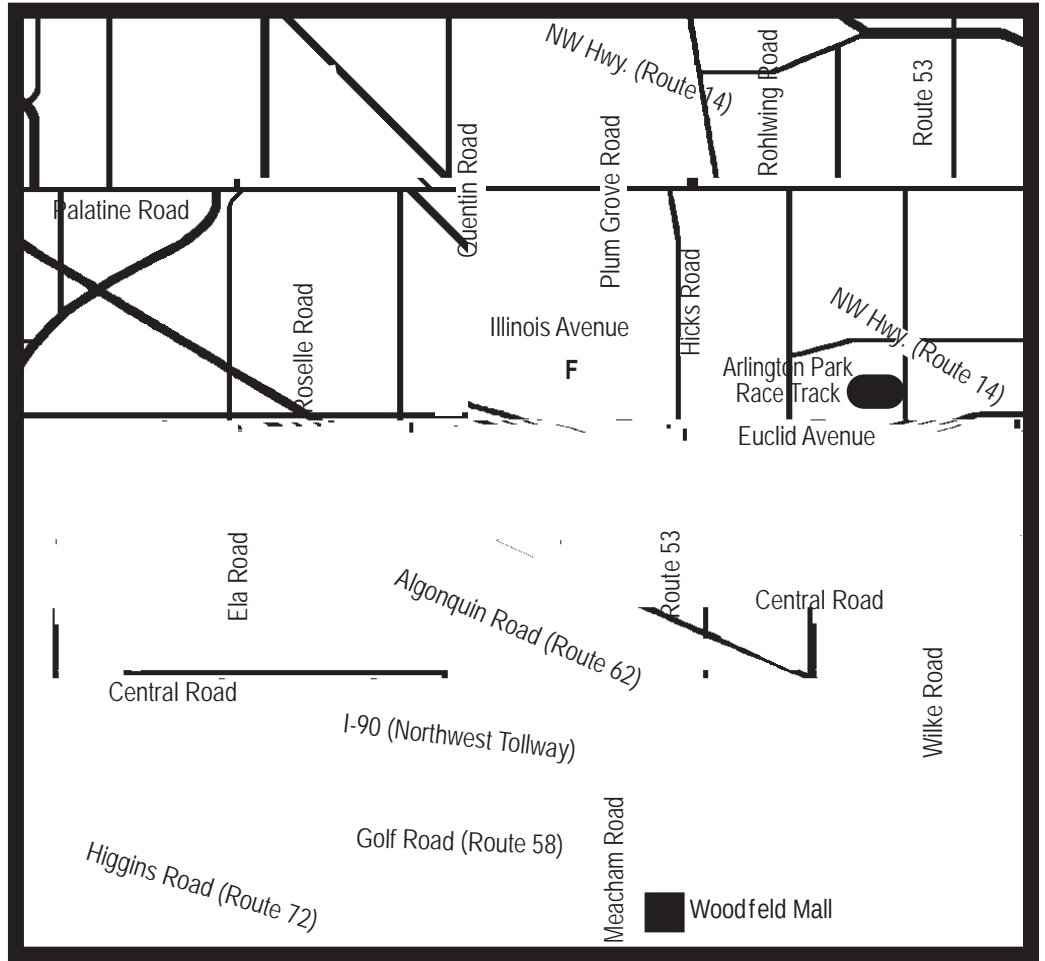 NW Hwy. (Route 14)
Rohlwing Road
Route 53
Quentin Road
Plum Grove Road
Palatine Road
Hicks Road
Roselle Road
Illinois Avenue
NW Hwy. (Route 14)
F
Arlington Park
Race Track
Euclid Avenue
Ela Road
Route 53
Algonquin Road (Route 62)
Central Road
Central Road
Wilke Road
I-90 (Northwest Tollway)
Golf Road (Route 58)
Meacham Road
Higgins Road (Route 72)
Woodfeld Mall